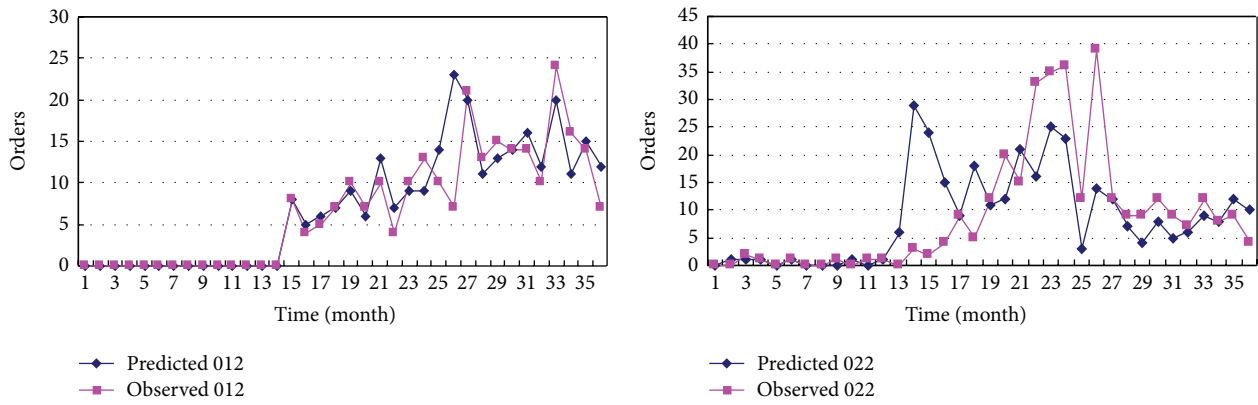 30
25
20
15
10
5
0
Orders
1 3 5 7 9 11 13 15 17 19 21 23 25 27 29 31 33 35
Time (month)
Predicted 012
Observed 012
45
40
35
30
25
20
15
10
5
0
Orders
1 3 5 7 9 11 13 15 17 19 21 23 25 27 29 31 33 35
Time (month)
Predicted 022
Observed 022